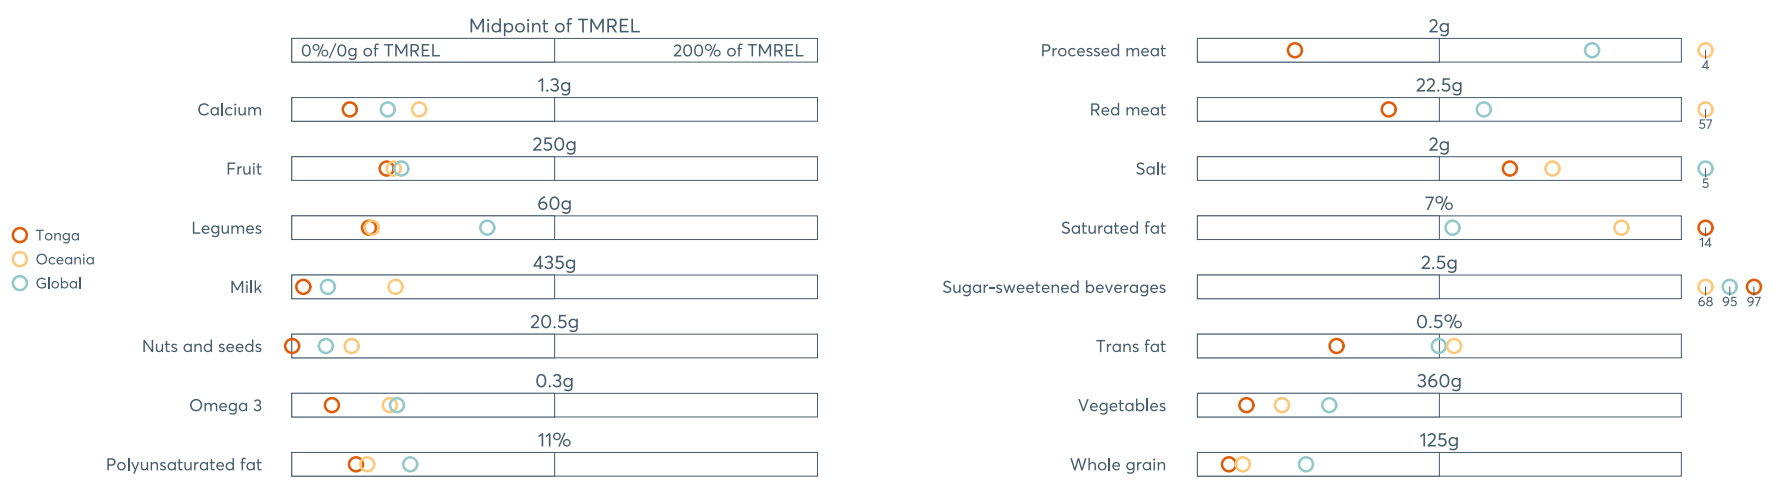 Midpoint of TMREL
0%/0g of TMREL 200% of TMREL
1.3g
Calcium
250g
Fruit
60g
Legumes
435g
Milk
20.5g
Nuts and seeds
0.3g
Omega 3
11%
Polyunsaturated fat
Tonga
Oceania
Global
2g
Processed meat
4
22.5g
Red meat
57
2g
Salt
5
7%
Saturated fat
14
2.5g
Sugar-sweetened beverages
68 95 97
0.5%
Trans fat
360g
Vegetables
125g
Whole grain